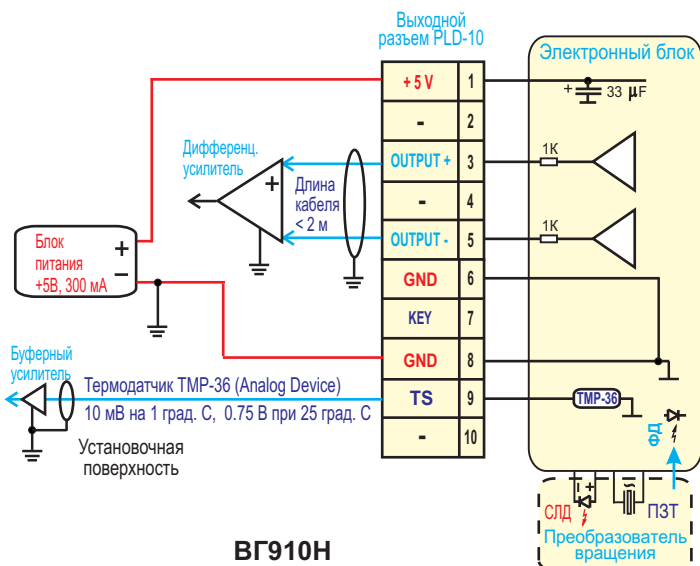 Выходной
разъем PLD-10
Электронный блок
+ 5 V 1
- 2
OUTPUT + 3
- 4
OUTPUT - 5
GND 6
KEY 7
GND 8
TS 9
- 10
+ 33 µF
1К
1К
Дифференц.
усилитель
+
Длина
кабеля
< 2 м
Блок
питания
+5В, 300 мА
+
–
Буферный
усилитель
Термодатчик TMP-36 (Analog Device)
10 мВ на 1 град. С, 0.75 В при 25 град. С
Установочная
поверхность
TMP-36
ФД
– +
СЛД
ПЗТ
Преобразователь
вращения
ВГ910Н